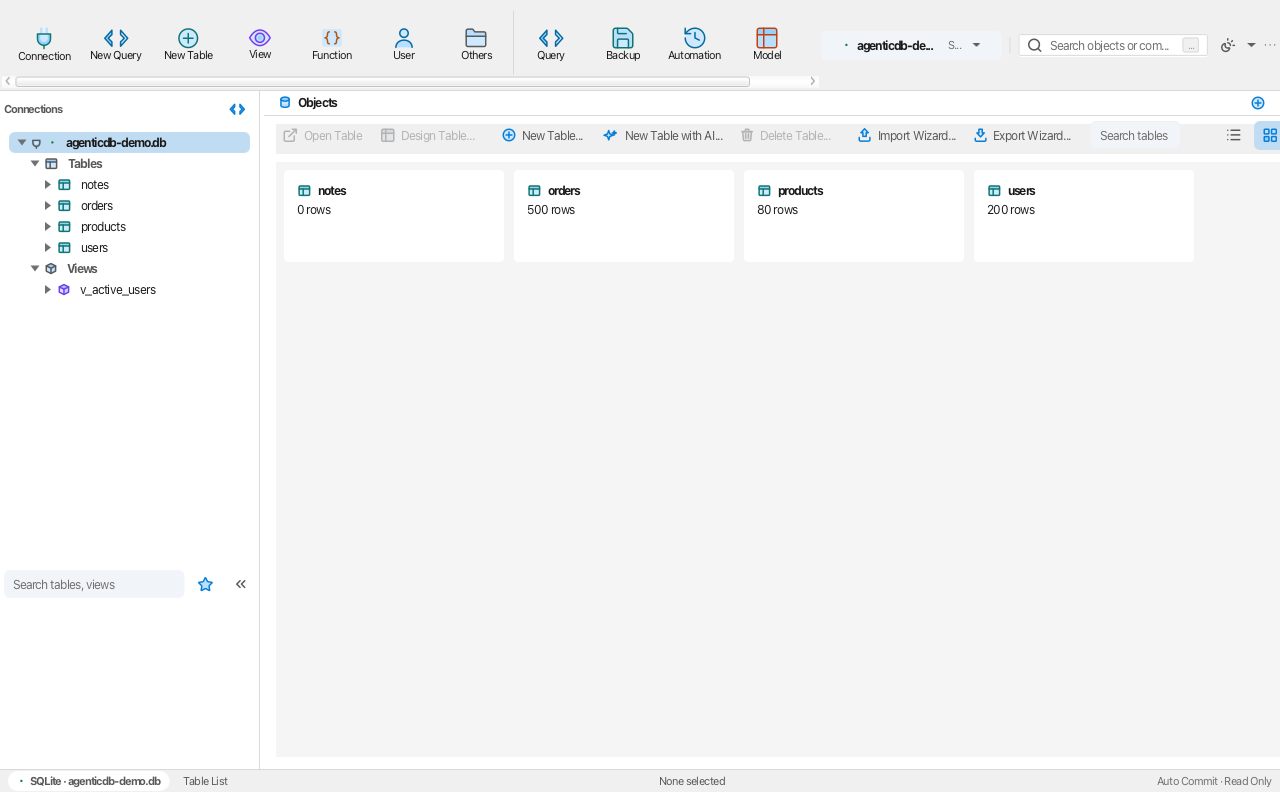 Connection
New Query
New Table
View
Function
User
Others
Query
Backup
Automation
Model
agenticdb-de...
S...
Search objects or com...
...
Connections
Objects
agenticdb-demo.db
Tables
notes
orders
products
users
Views
v_active_users
Open Table
Design Table...
New Table...
New Table with AI...
Delete Table...
Import Wizard...
Export Wizard...
Search tables
notes
0 rows
orders
500 rows
products
80 rows
users
200 rows
Search tables, views
SQLite · agenticdb-demo.db
Table List
None selected
Auto Commit · Read Only